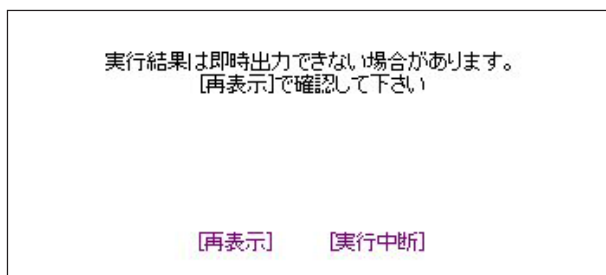 実行結果は即時出力できない場合があります。
[再表示]で確認して下さい
[再表示] [実行中断]